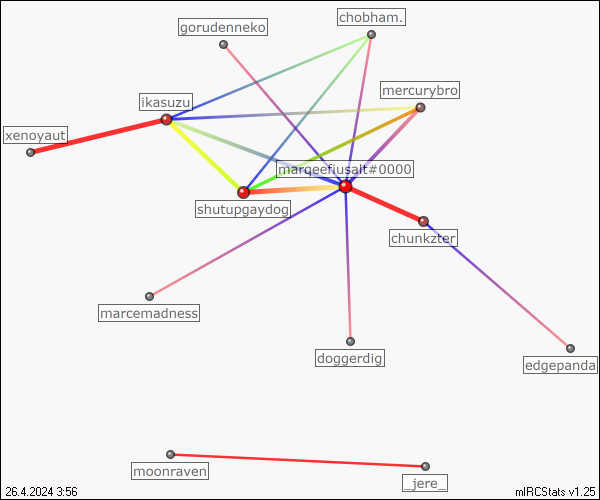 chobham.
gorudenneko
mercurybro
ikasuzu
xenoyaut
marqeefiusalt#0000
shutupgaydog
chunkzter
marcemadness
doggerdig
edgepanda
moonraven
_jere_
26.4.2024 3:56
mIRCStats v1.25